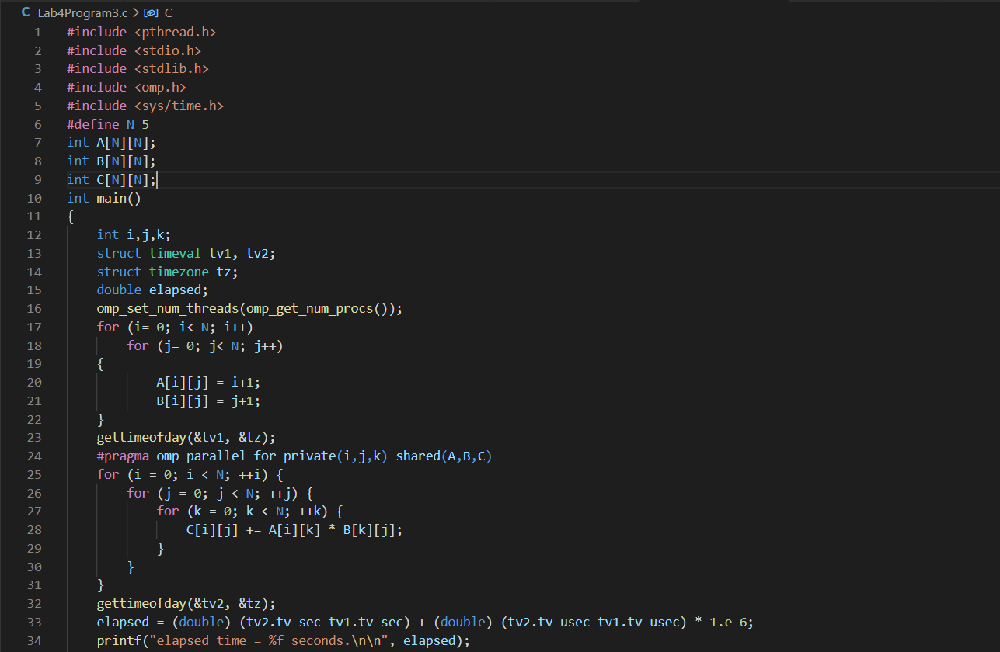 C Lab4Program3.c > C
1 #include <pthread.h>
2 #include <stdio.h>
3 #include <stdlib.h>
4 #include <omp.h>
5 #include <sys/time.h>
6 #define N 5
7 int A[N][N];
8 int B[N][N];
9 int C[N][N];
10 int main()
11 {
12     int i,j,k;
13     struct timeval tv1, tv2;
14     struct timezone tz;
15     double elapsed;
16     omp_set_num_threads(omp_get_num_procs());
17     for (i= 0; i< N; i++)
18         for (j= 0; j< N; j++)
19     {
20             A[i][j] = i+1;
21             B[i][j] = j+1;
22     }
23     gettimeofday(&tv1, &tz);
24     #pragma omp parallel for private(i,j,k) shared(A,B,C)
25     for (i = 0; i < N; ++i) {
26         for (j = 0; j < N; ++j) {
27             for (k = 0; k < N; ++k) {
28                 C[i][j] += A[i][k] * B[k][j];
29             }
30         }
31     }
32     gettimeofday(&tv2, &tz);
33     elapsed = (double) (tv2.tv_sec-tv1.tv_sec) + (double) (tv2.tv_usec-tv1.tv_usec) * 1.e-6;
34     printf("elapsed time = %f seconds.\n\n", elapsed);